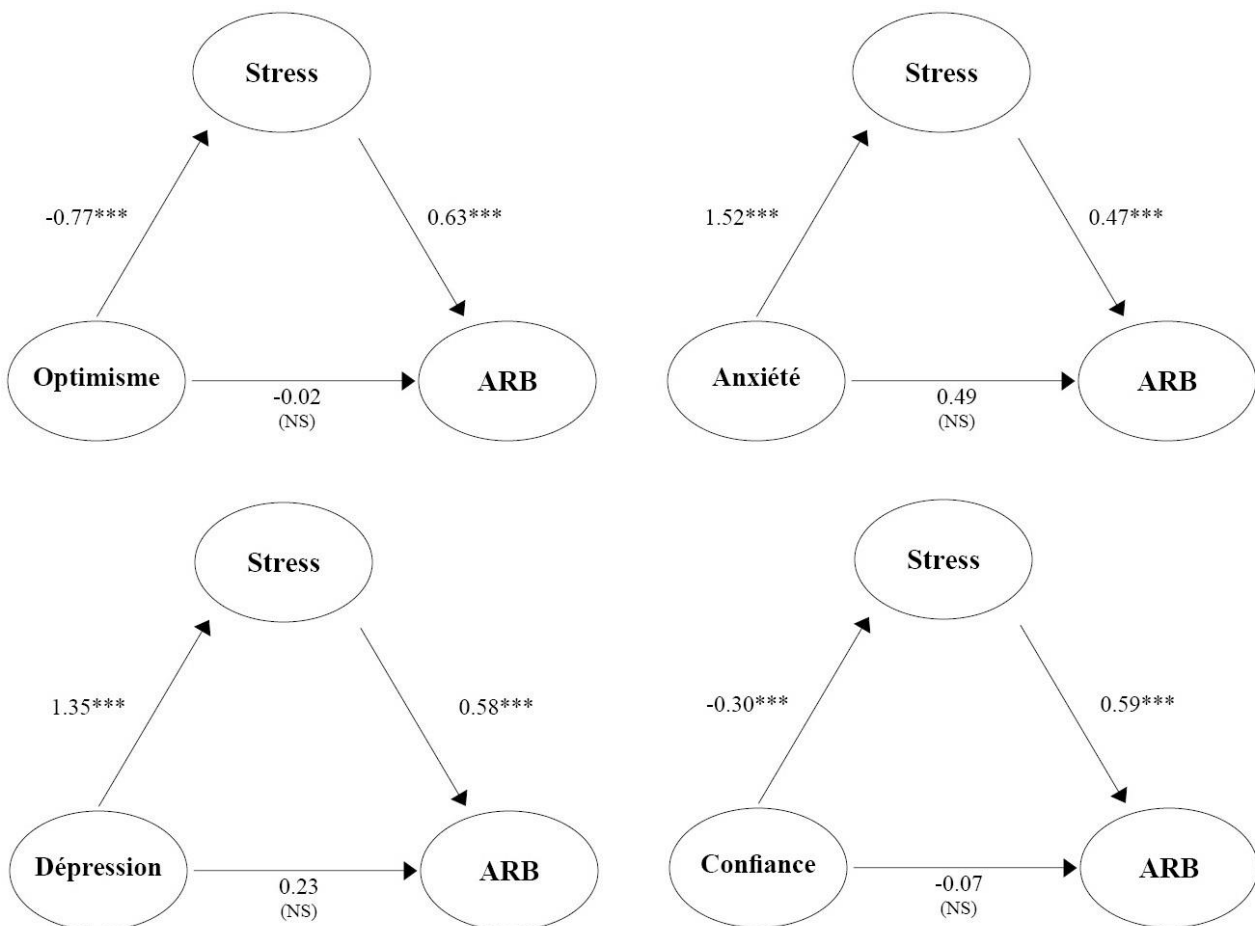 Stress
-0.77***
0.63***
Optimisme
-0.02
(NS)
ARB
Stress
1.52***
0.47***
Anxiété
0.49
(NS)
ARB
Stress
1.35***
0.58***
Dépression
0.23
(NS)
ARB
Stress
-0.30***
0.59***
Confiance
-0.07
(NS)
ARB